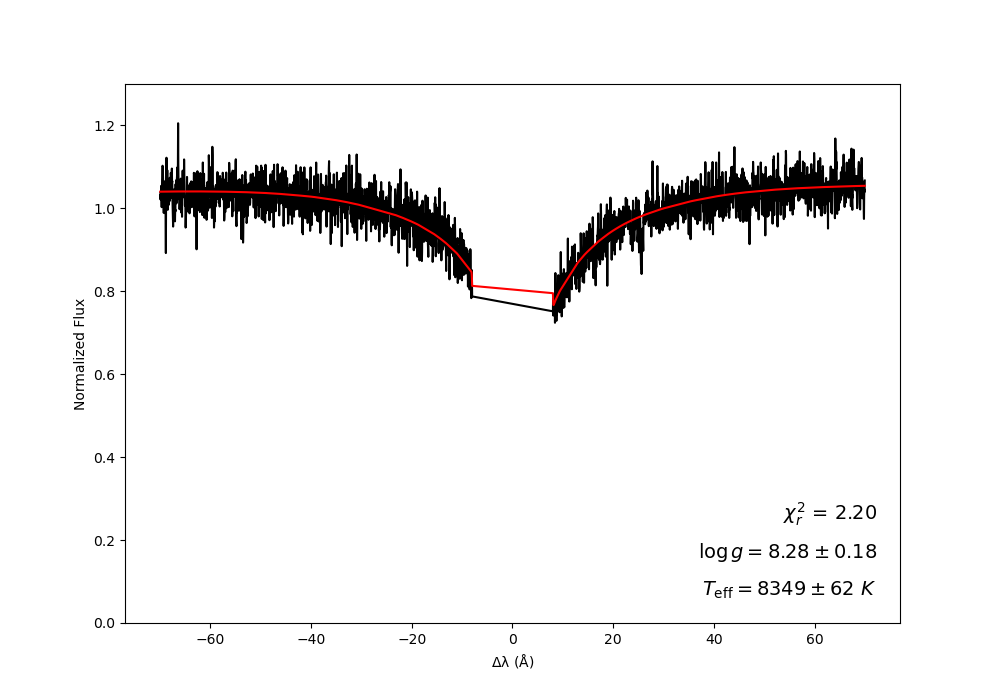 Normalized Flux
1.2
1.0
0.8
0.6
0.4
0.2
0.0
χ²ᵣ = 2.20
log g = 8.28 ± 0.18
T_eff = 8349 ± 62 K
−60 −40 −20 0 20 40 60
Δλ (Å)